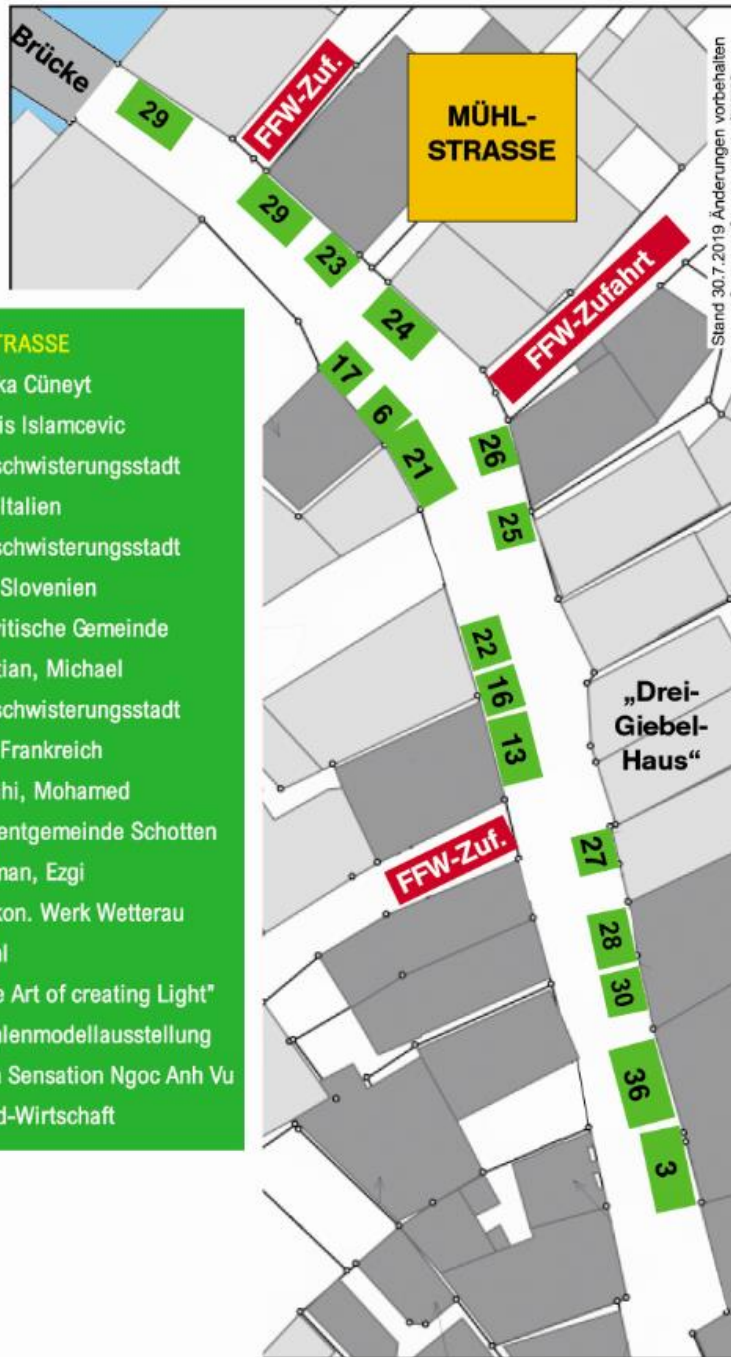 Brücke
29
FFW-Zuf.
MÜHL-
STRASSE
Stand 30.7.2019 Änderungen vorbehalten
29
23
24
FFW-Zufahrt
17
6
21
26
25
22
16
13
„Drei-
Giebel-
Haus“
FFW-Zuf.
27
28
30
36
3
TRASSE
ka Cüneyt
is Islamcevic
schwisterungsstadt
Italien
schwisterungsstadt
Slovenien
vitische Gemeinde
tian, Michael
schwisterungsstadt
Frankreich
hi, Mohamed
entgemeinde Schotten
man, Ezgi
kon. Werk Wetterau
l
e Art of creating Light”
lenmodellausstellung
n Sensation Ngoc Anh Vu
d-Wirtschaft